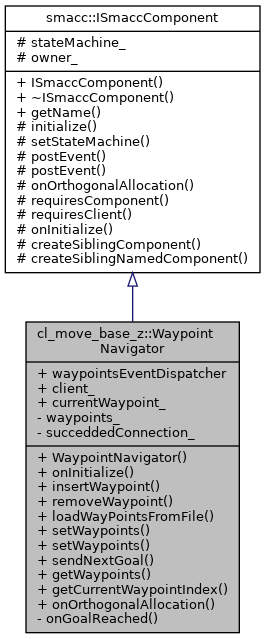 smacc::ISmaccComponent
# stateMachine_
# owner_
+ ISmaccComponent()
+ ~ISmaccComponent()
+ getName()
# initialize()
# setStateMachine()
# postEvent()
# postEvent()
# onOrthogonalAllocation()
# requiresComponent()
# requiresClient()
# onInitialize()
# createSiblingComponent()
# createSiblingNamedComponent()
cl_move_base_z::Waypoint
Navigator
+ waypointsEventDispatcher
+ client_
+ currentWaypoint_
- waypoints_
- succeddedConnection_
+ WaypointNavigator()
+ onInitialize()
+ insertWaypoint()
+ removeWaypoint()
+ loadWayPointsFromFile()
+ setWaypoints()
+ setWaypoints()
+ sendNextGoal()
+ getWaypoints()
+ getCurrentWaypointIndex()
+ onOrthogonalAllocation()
- onGoalReached()